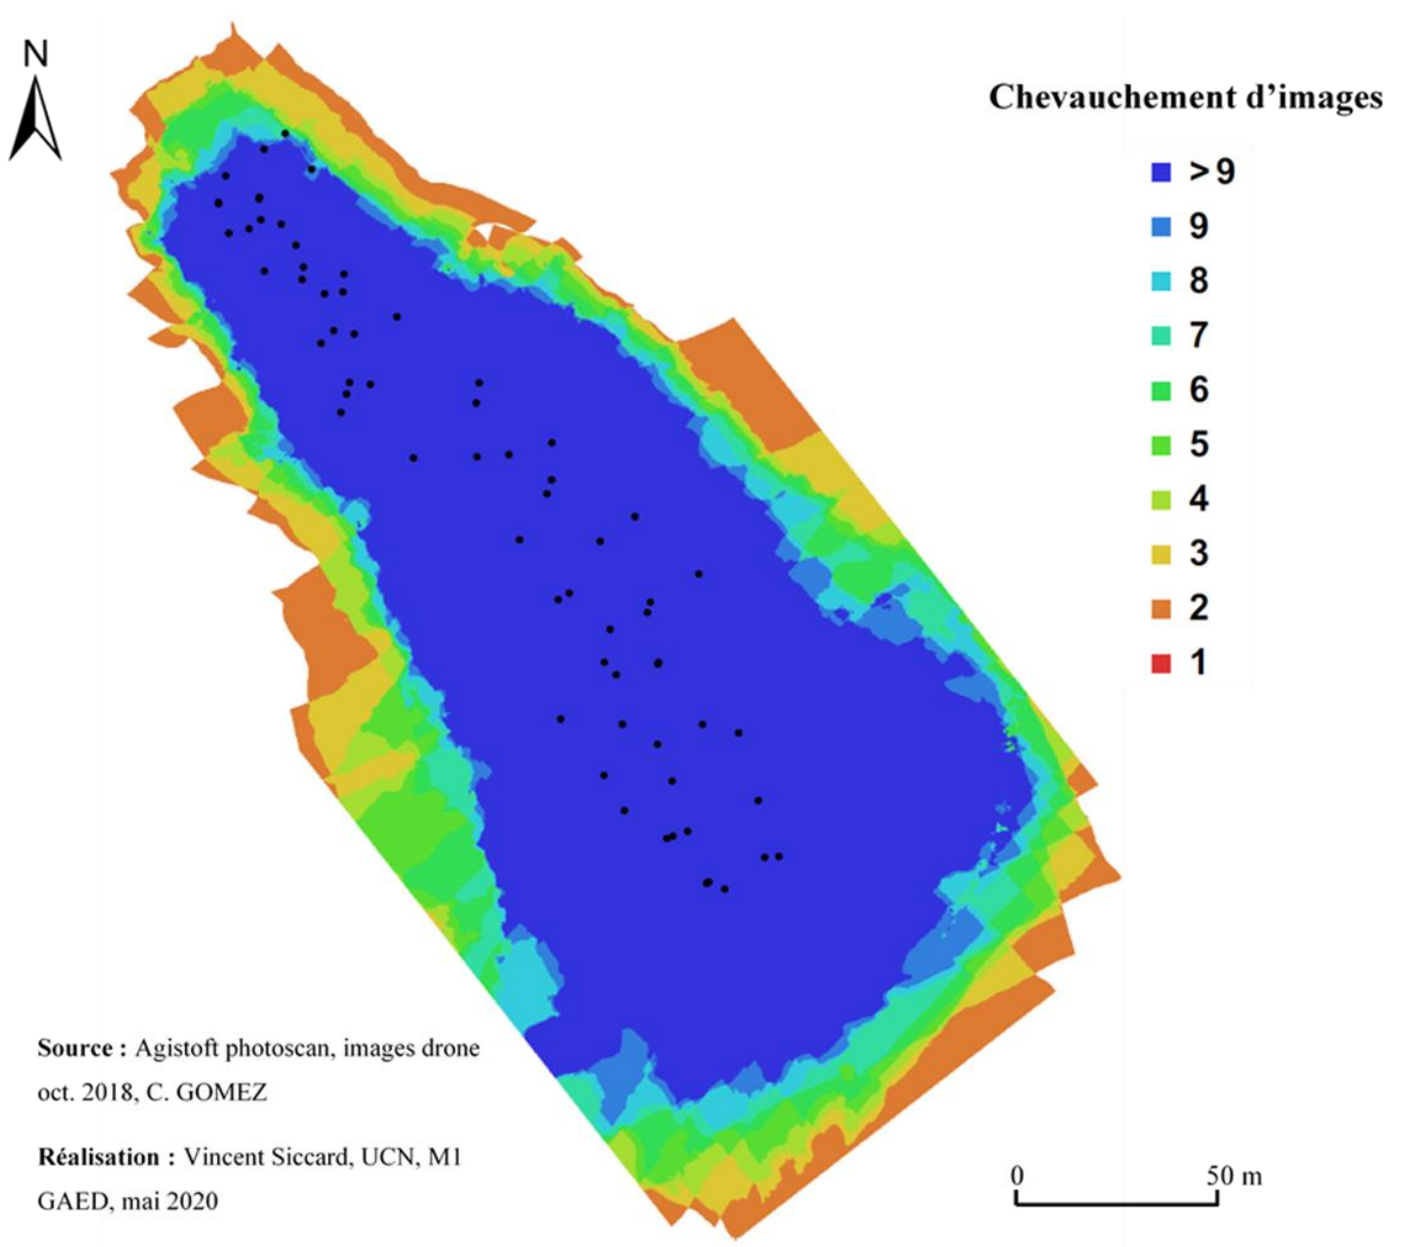 N
Chevauchement d’images
> 9
9
8
7
6
5
4
3
2
1
Source : Agistoft photoscan, images drone
oct. 2018, C. GOMEZ
Réalisation : Vincent Siccard, UCN, M1
GAED, mai 2020
0 50 m